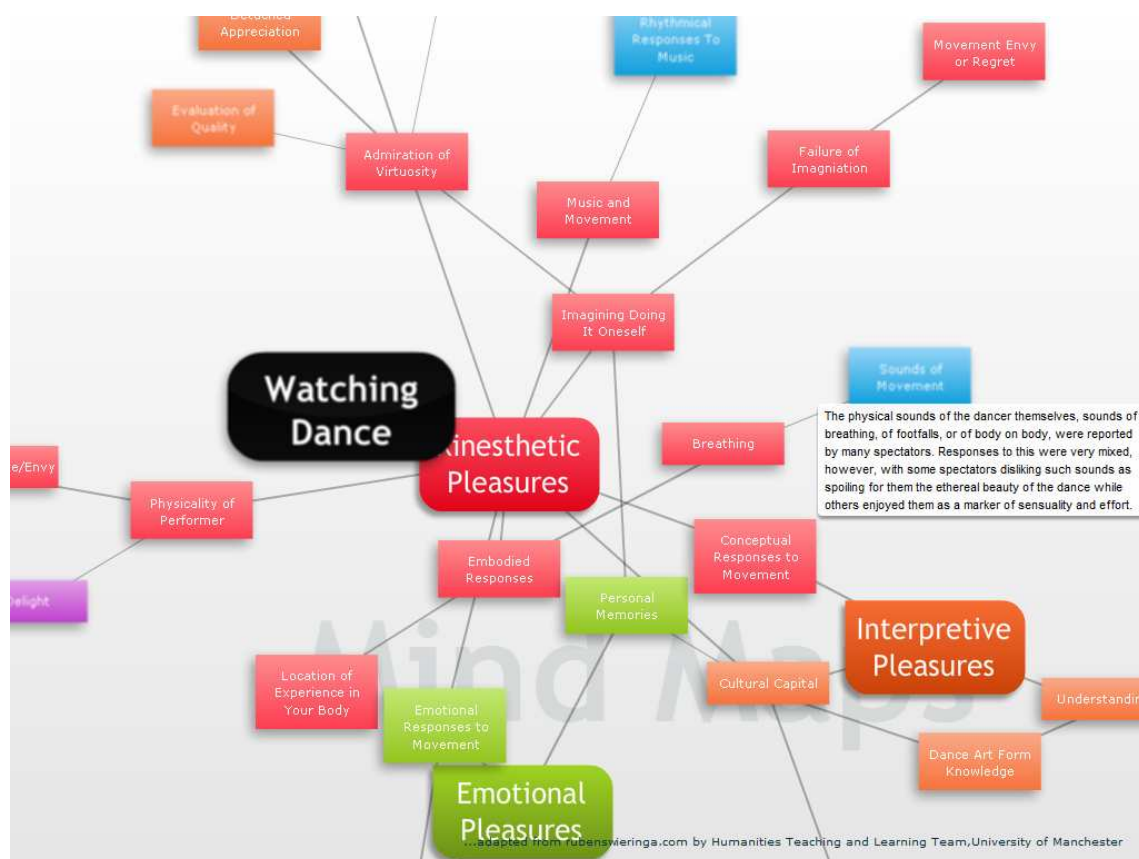 Detached
Appreciation
Rhythmical
Responses To
Music
Movement Envy
or Regret
Evaluation of
Quality
Admiration of
Virtuosity
Failure of
Imagniation
Music and
Movement
Imagining Doing
It Oneself
Watching
Dance
Sounds of
Movement
The physical sounds of the dancer themselves, sounds of
breathing, of footfalls, or of body on body, were reported
by many spectators. Responses to this were very mixed,
however, with some spectators disliking such sounds as
spoiling for them the ethereal beauty of the dance while
others enjoyed them as a marker of sensuality and effort.
Breathing
Kinesthetic
Pleasures
e/Envy
Physicality of
Performer
Embodied
Responses
Conceptual
Responses to
Movement
Delight
Personal
Memories
Interpretive
Pleasures
Mind Maps
Location of
Experience in
Your Body
Cultural Capital
Understandin
Emotional
Responses to
Movement
Dance Art Form
Knowledge
Emotional
Pleasures
...adapted from rubenswieringa.com by Humanities Teaching and Learning Team,University of Manchester